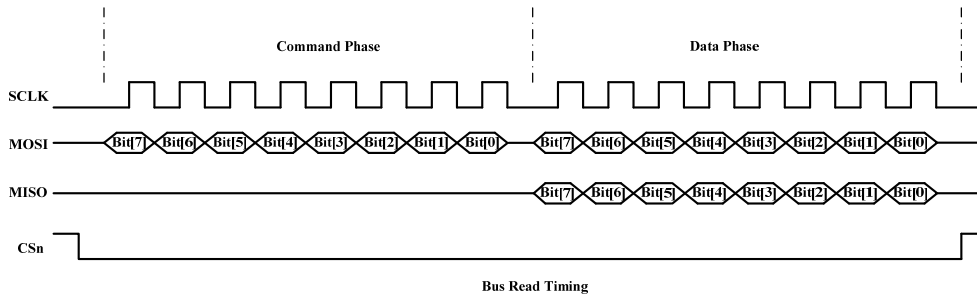 Command Phase Data Phase
SCLK
MOSI Bit[7] Bit[6] Bit[5] Bit[4] Bit[3] Bit[2] Bit[1] Bit[0] Bit[7] Bit[6] Bit[5] Bit[4] Bit[3] Bit[2] Bit[1] Bit[0]
MISO Bit[7] Bit[6] Bit[5] Bit[4] Bit[3] Bit[2] Bit[1] Bit[0]
CSn
Bus Read Timing